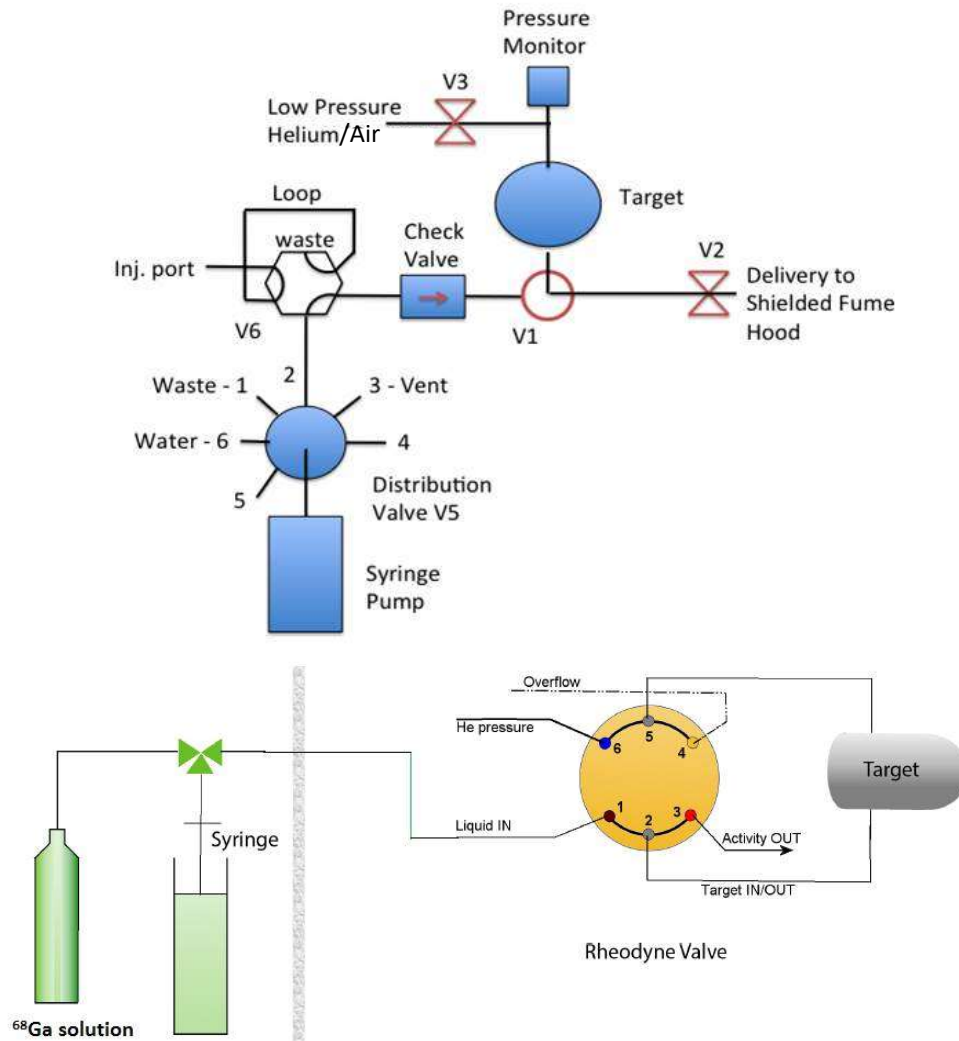 Pressure
Monitor
V3
Low Pressure
Helium/Air
Loop
Target
waste
Check
Valve
V2
Inj. port
Delivery to
Shielded Fume
Hood
V6
V1
2
Waste - 1
3 - Vent
Water - 6
4
5
Distribution
Valve V5
Syringe
Pump
Overflow
He pressure
5
6
4
Target
1
3
2
Liquid IN
Syringe
Activity OUT
Target IN/OUT
Rheodyne Valve
⁶⁸Ga solution